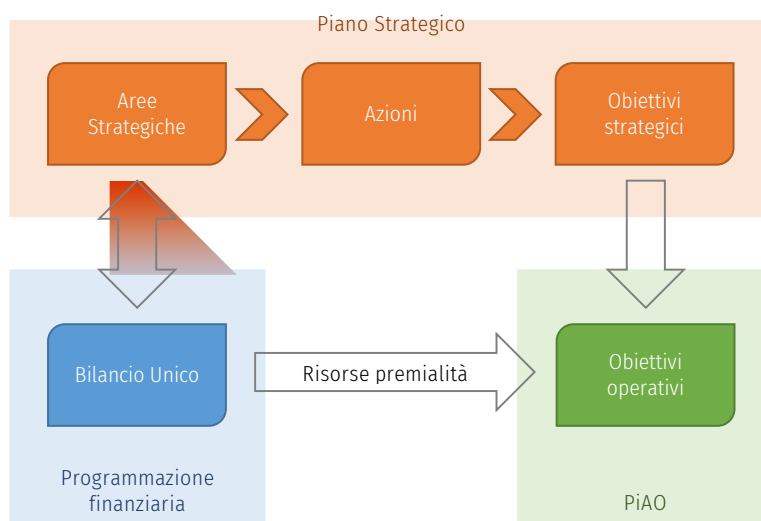 Piano Strategico
Aree
Strategiche
Azioni
Obiettivi
strategici
Bilancio Unico
Risorse premialità
Obiettivi
operativi
Programmazione
finanziaria
PiAO